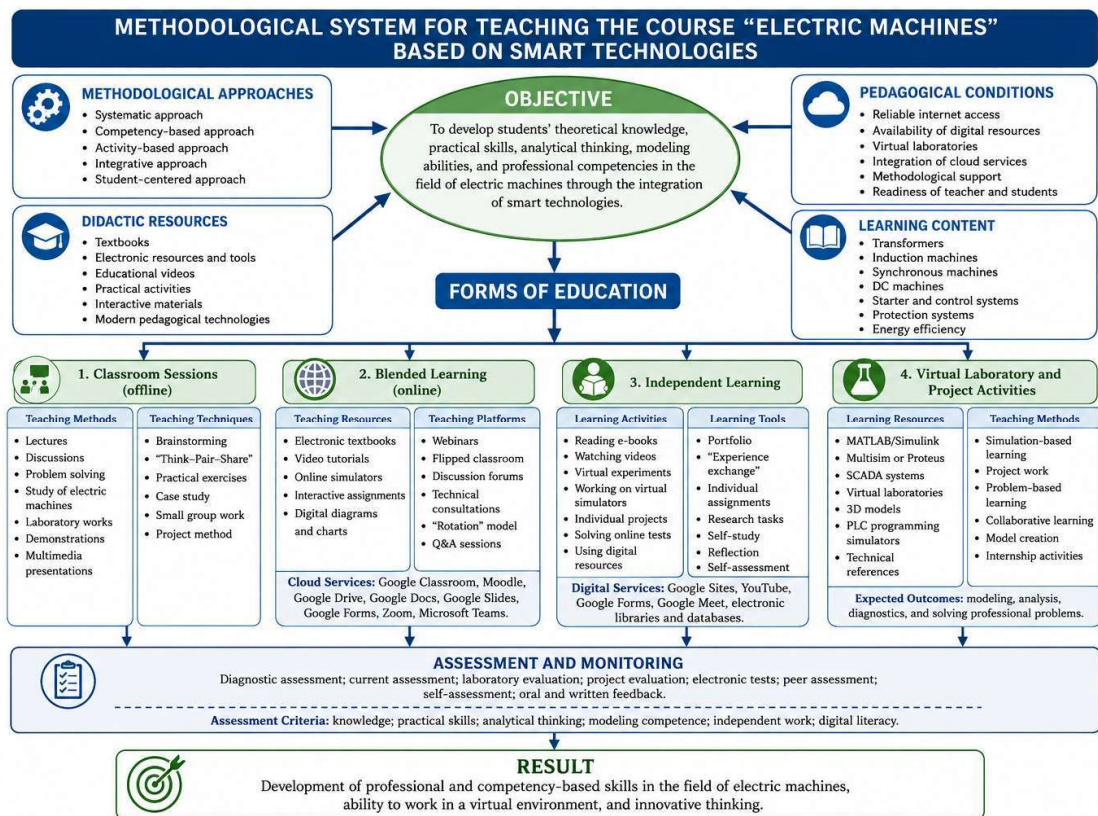 METHODOLOGICAL SYSTEM FOR TEACHING THE COURSE “ELECTRIC MACHINES”
BASED ON SMART TECHNOLOGIES
METHODOLOGICAL APPROACHES
• Systematic approach
• Competency-based approach
• Activity-based approach
• Integrative approach
• Student-centered approach
DIDACTIC RESOURCES
• Textbooks
• Electronic resources and tools
• Educational videos
• Practical activities
• Interactive materials
• Modern pedagogical technologies
OBJECTIVE
To develop students’ theoretical knowledge,
practical skills, analytical thinking, modeling
abilities, and professional competencies in the
field of electric machines through the integration
of smart technologies.
PEDAGOGICAL CONDITIONS
• Reliable internet access
• Availability of digital resources
• Virtual laboratories
• Integration of cloud services
• Methodological support
• Readiness of teacher and students
LEARNING CONTENT
• Transformers
• Induction machines
• Synchronous machines
• DC machines
• Starter and control systems
• Protection systems
• Energy efficiency
FORMS OF EDUCATION
1. Classroom Sessions
(offline)
Teaching Methods
• Lectures
• Discussions
• Problem solving
• Study of electric
machines
• Laboratory works
• Demonstrations
• Multimedia
presentations
Teaching Techniques
• Brainstorming
• “Think–Pair–Share”
• Practical exercises
• Case study
• Small group work
• Project method
2. Blended Learning
(online)
Teaching Resources
• Electronic textbooks
• Video tutorials
• Online simulators
• Interactive assignments
• Digital diagrams
and charts
Teaching Platforms
• Webinars
• Flipped classroom
• Discussion forums
• Technical
consultations
• “Rotation” model
• Q&A sessions
Cloud Services: Google Classroom, Moodle,
Google Drive, Google Docs, Google Slides,
Google Forms, Zoom, Microsoft Teams.
3. Independent Learning
Learning Activities
• Reading e-books
• Watching videos
• Virtual experiments
• Working on virtual
simulators
• Individual projects
• Solving online tests
• Using digital
resources
Learning Tools
• Portfolio
• “Experience
exchange”
• Individual
assignments
• Research tasks
• Self-study
• Reflection
• Self-assessment
Digital Services: Google Sites, YouTube,
Google Forms, Google Meet, electronic
libraries and databases.
4. Virtual Laboratory and
Project Activities
Learning Resources
• MATLAB/Simulink
• Multisim or Proteus
• SCADA systems
• Virtual laboratories
• 3D models
• PLC programming
simulators
• Technical
references
Teaching Methods
• Simulation-based
learning
• Project work
• Problem-based
learning
• Collaborative learning
• Model creation
• Internship activities
Expected Outcomes: modeling, analysis,
diagnostics, and solving professional problems.
ASSESSMENT AND MONITORING
Diagnostic assessment; current assessment; laboratory evaluation; project evaluation; electronic tests; peer assessment;
self-assessment; oral and written feedback.
Assessment Criteria: knowledge; practical skills; analytical thinking; modeling competence; independent work; digital literacy.
RESULT
Development of professional and competency-based skills in the field of electric machines,
ability to work in a virtual environment, and innovative thinking.